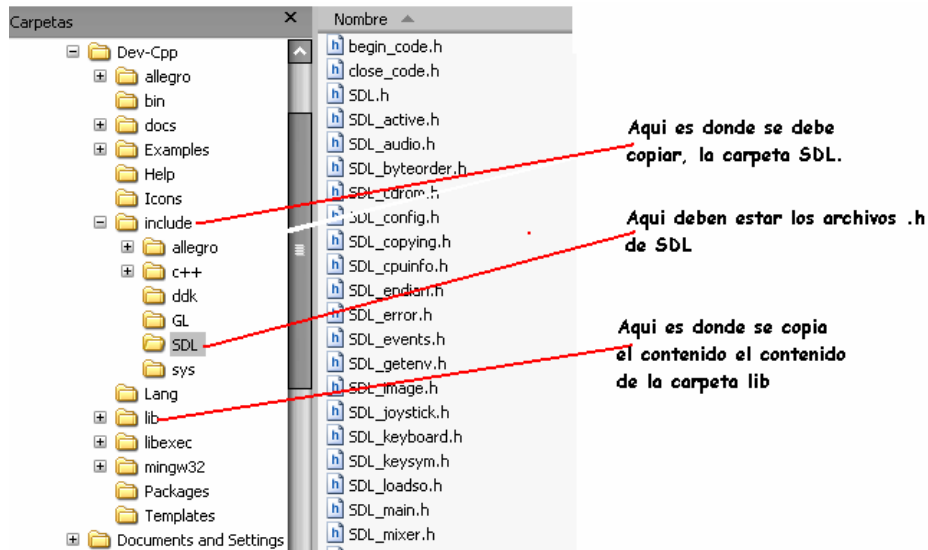 Carpetas
Dev-Cpp
allegro
bin
docs
Examples
Help
Icons
include
allegro
c++
ddk
GL
SDL
sys
Lang
lib
libexec
mingw32
Packages
Templates
Documents and Settings
Nombre
begin_code.h
close_code.h
SDL.h
SDL_active.h
SDL_audio.h
SDL_byteorder.h
SDL_cdrom.h
SDL_config.h
SDL_copying.h
SDL_cpuinfo.h
SDL_endian.h
SDL_error.h
SDL_events.h
SDL_getenv.h
SDL_image.h
SDL_joystick.h
SDL_keyboard.h
SDL_keysym.h
SDL_loadso.h
SDL_main.h
SDL_mixer.h
Aqui es donde se debe
copiar, la carpeta SDL.
Aqui deben estar los archivos .h
de SDL
Aqui es donde se copia
el contenido el contenido
de la carpeta lib